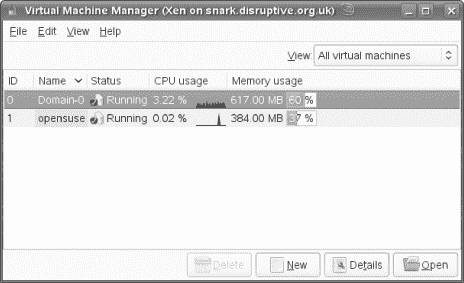 Virtual Machine Manager (Xen on snark.disruptive.org.uk)
File Edit View Help
View: All virtual machines
ID Name Status CPU usage Memory usage
0 Domain-0 Running 3.22 % 617.00 MB 60 %
1 opensuse Running 0.02 % 384.00 MB 37 %
Delete New Details Open